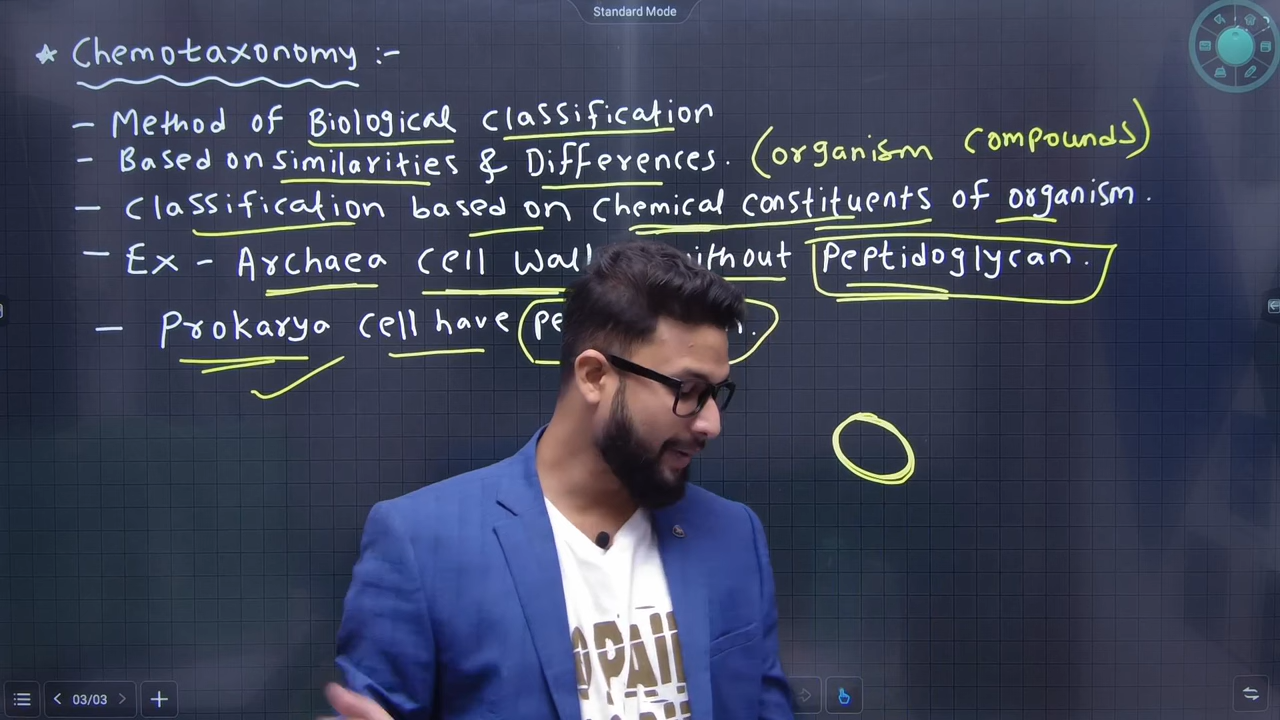 Standard Mode
* Chemotaxonomy :-
- Method of Biological classification
- Based on similarities & Differences. (organism compounds)
- Classification based on chemical constituents of organism.
- Ex - Archaea cell wall without Peptidoglycan.
- Prokarya cell have
03/03
OPAII